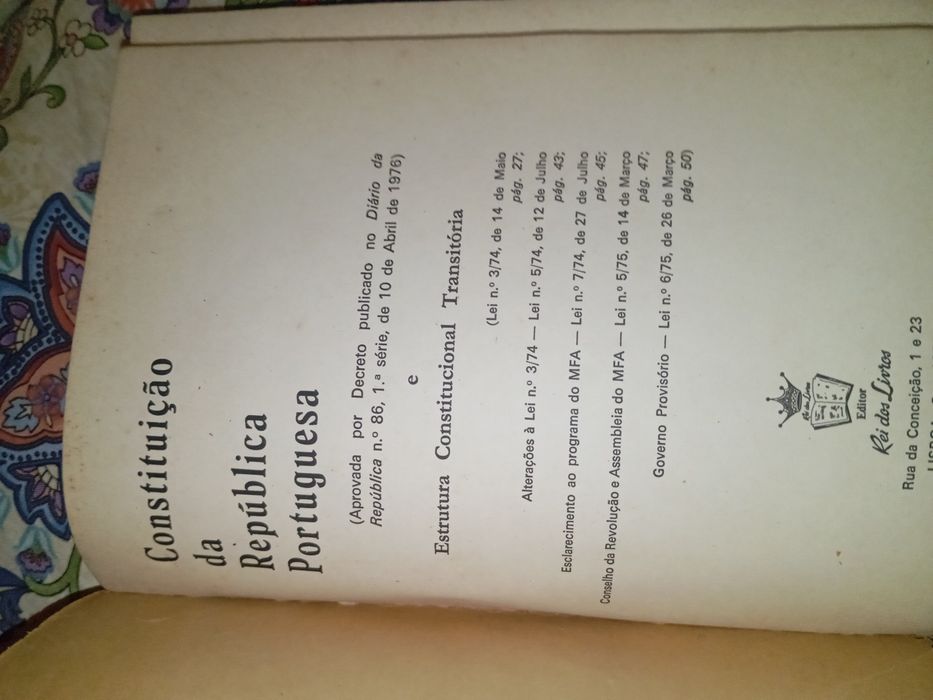 Constituição
da
República
Portuguesa
(Aprovada por Decreto publicado no Diário da
República n.º 86, 1.ª série, de 10 de Abril de 1976)
e
Estrutura Constitucional Transitória
(Lei n.º 3/74, de 14 de Maio
pág. 27;
Alterações à Lei n.º 3/74 — Lei n.º 5/74, de 12 de Julho
pág. 43;
Esclarecimento ao programa do MFA — Lei n.º 7/74, de 27 de Julho
pág. 45;
Conselho da Revolução e Assembleia do MFA — Lei n.º 5/75, de 14 de Março
pág. 47;
Governo Provisório — Lei n.º 6/75, de 26 de Março
pág. 50)
Rei dos Livros
Editor
Rei dos Livros
Rua da Conceição, 1 e 23